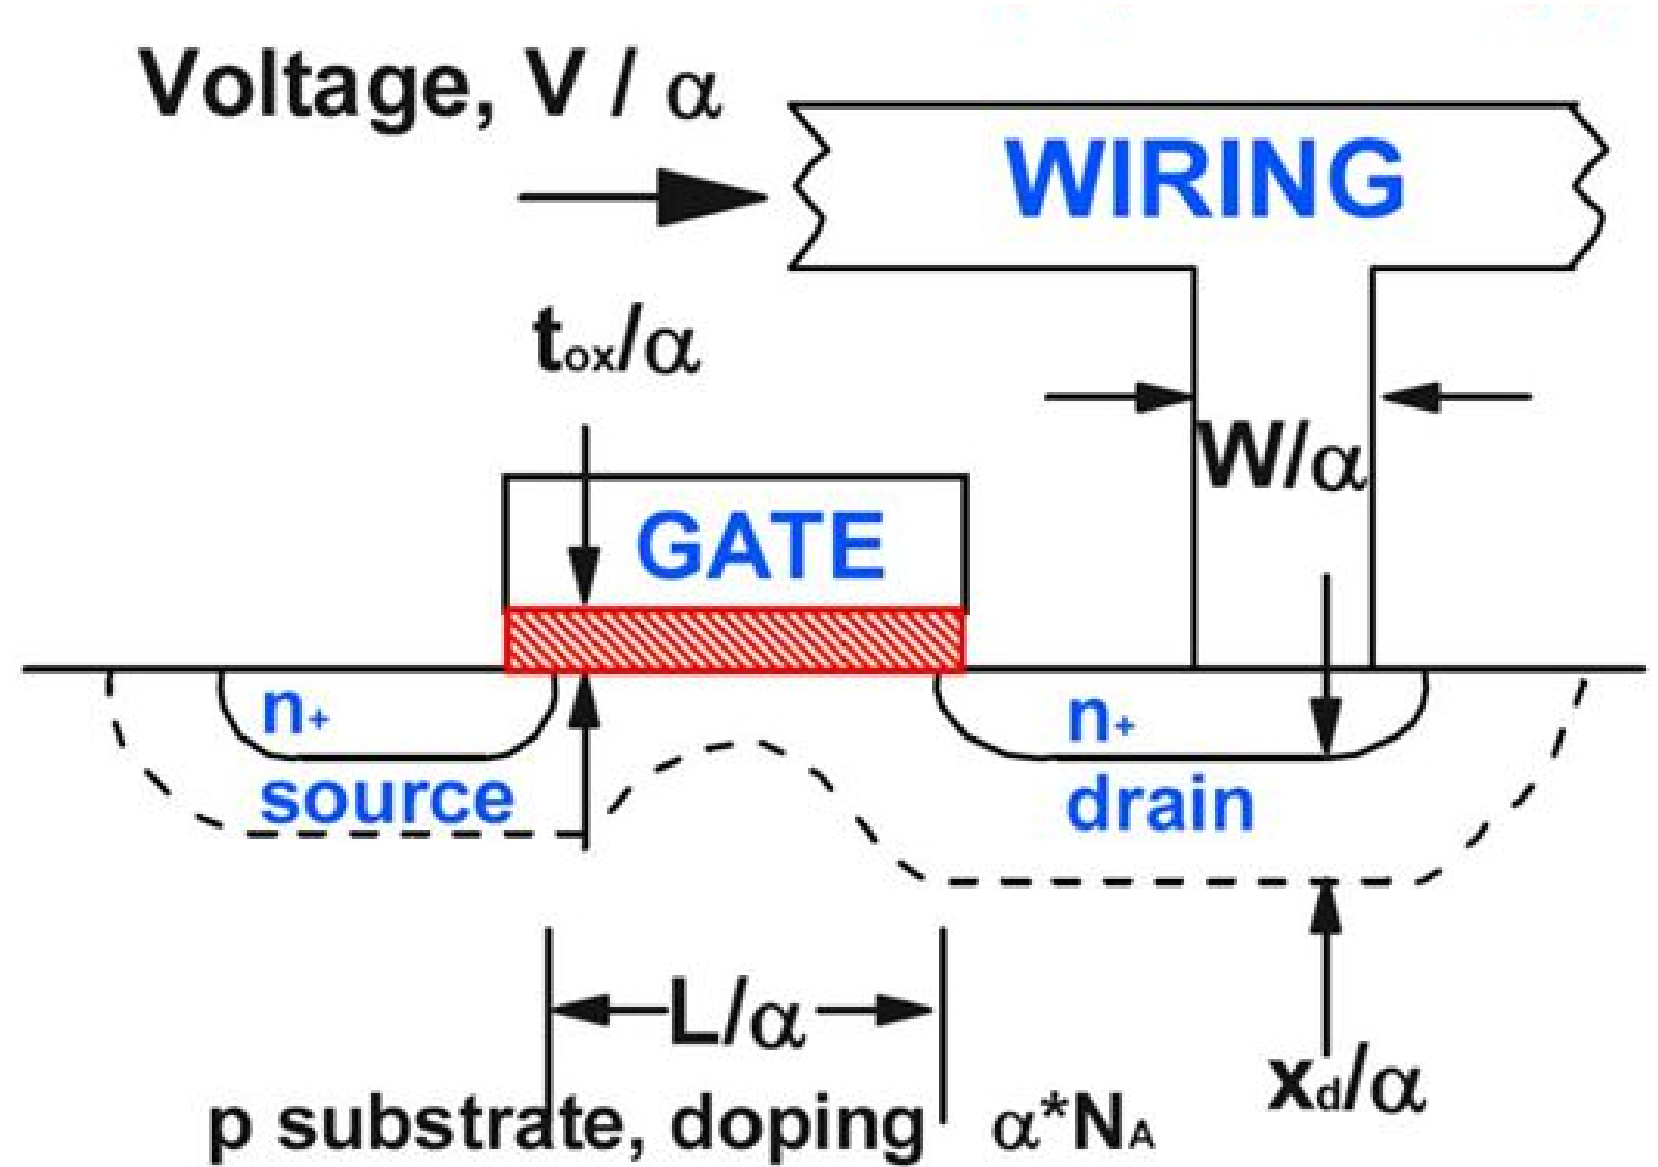 Voltage, V / α
WIRING
tox/α
W/α
GATE
n+
n+
source
drain
L/α
xd/α
p substrate, doping α*NA